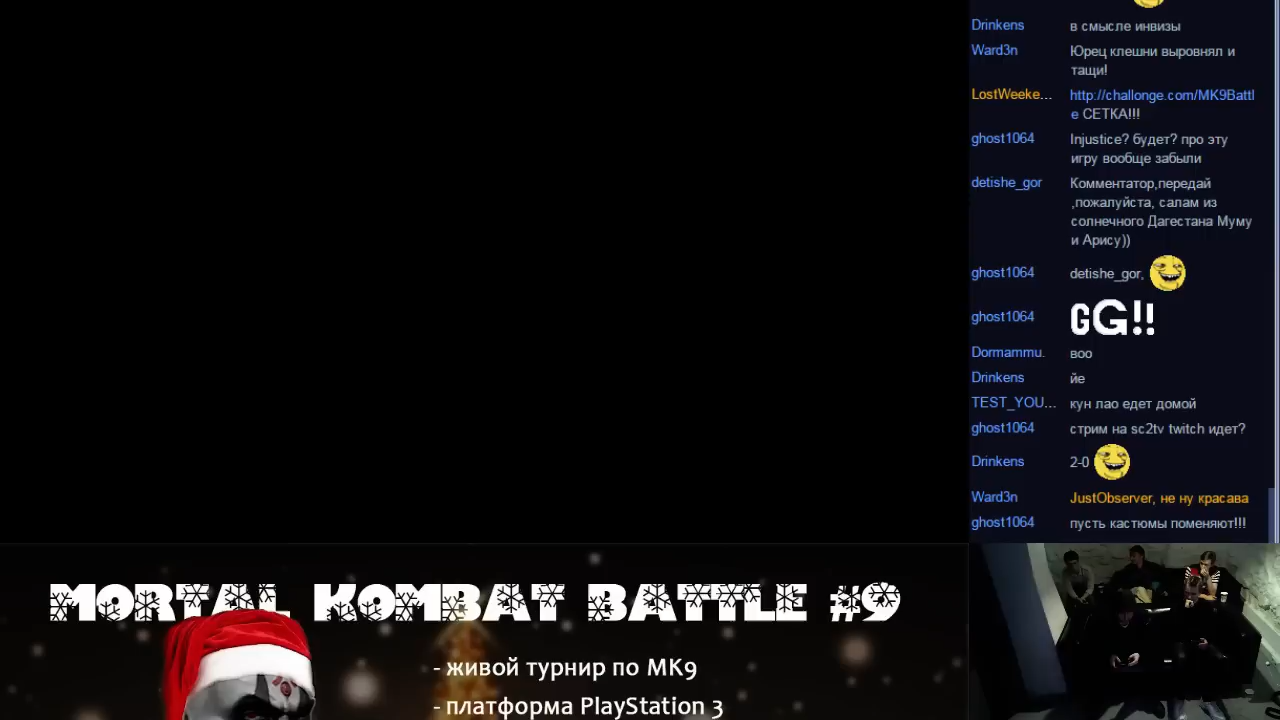 Drinkens
в смысле инвизы
Ward3n
Юрец клешни выровнял и
тащи!
LostWeeke...
http://challonge.com/MK9Battl
e СЕТКА!!!
ghost1064
Injustice? будет? про эту
игру вообще забыли
detishe_gor
Комментатор,передай
,пожалуйста, салам из
солнечного Дагестана Муму
и Арису))
ghost1064
detishe_gor,
ghost1064
GG!!
Dormammu.
воо
Drinkens
йе
TEST_YOU...
кун лао едет домой
ghost1064
стрим на sc2tv twitch идет?
Drinkens
2-0
Ward3n
JustObserver, не ну красава
ghost1064
пусть кастюмы поменяют!!!
MORTAL KOMBAT BATTLE #9
- живой турнир по МК9
- платформа PlayStation 3